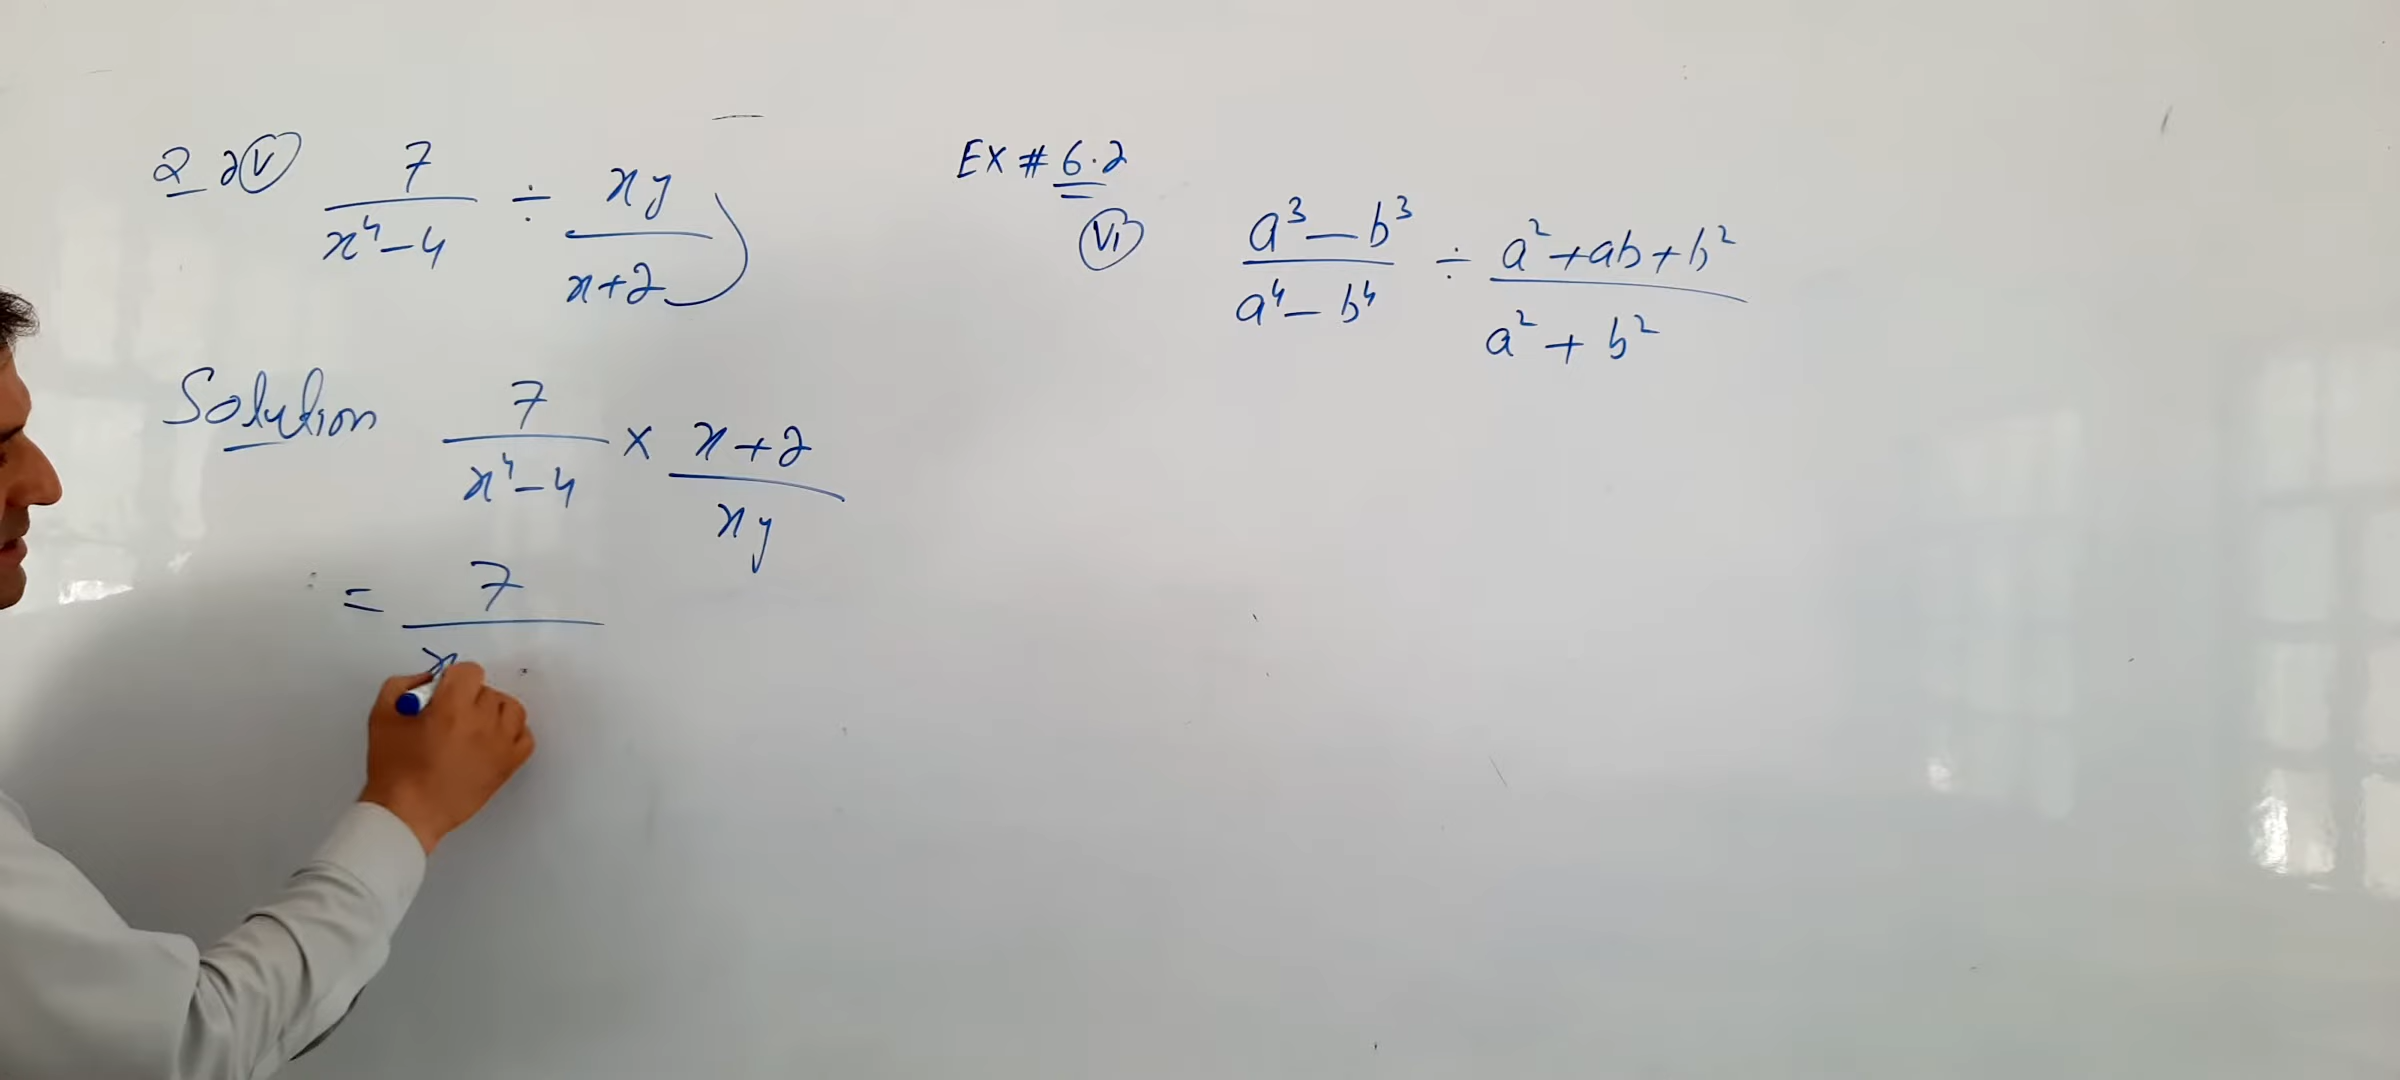 Q 2 (v) 7/(x⁴-4) ÷ xy/(x+2)
Solution 7/(x⁴-4) × (x+2)/xy
= 7/x
EX # 6.2
(vi) (a³-b³)/(a⁴-b⁴) ÷ (a²+ab+b²)/(a²+b²)